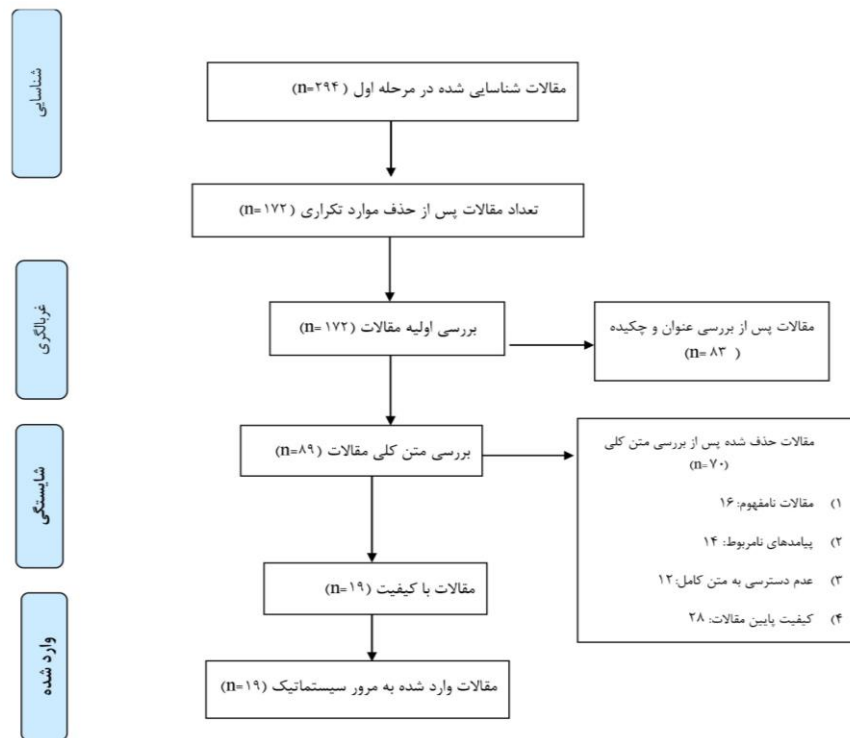 شناسایی
مقالات شناسایی شده در مرحله اول (n=۲۹۴)
تعداد مقالات پس از حذف موارد تکراری (n=۱۷۲)
غربالگری
بررسی اولیه مقالات (n=۱۷۲)
مقالات پس از بررسی عنوان و چکیده
(n=۸۳ )
شایستگی
بررسی متن کلی مقالات (n=۸۹)
مقالات حذف شده پس از بررسی متن کلی
(n=۷۰)
۱) مقالات نامفهوم: ۱۶
۲) پیامدهای نامربوط: ۱۴
۳) عدم دسترسی به متن کامل: ۱۲
۴) کیفیت پایین مقالات: ۲۸
مقالات با کیفیت (n=۱۹)
وارد شده
مقالات وارد شده به مرور سیستماتیک (n=۱۹)